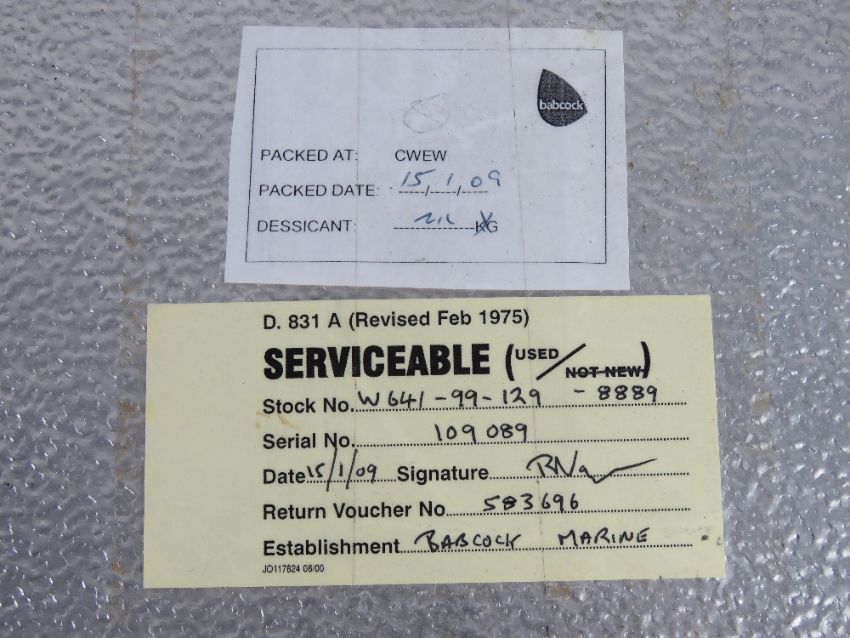 babcock
PACKED AT: CWEW
PACKED DATE: 15/1/09
DESSICANT: NIL KG
D. 831 A (Revised Feb 1975)
SERVICEABLE (USED/NOT NEW)
Stock No. W641-99-129-8889
Serial No. 109089
Date 15/1/09 Signature
Return Voucher No. 583696
Establishment BABCOCK MARINE
JO117624 08:00